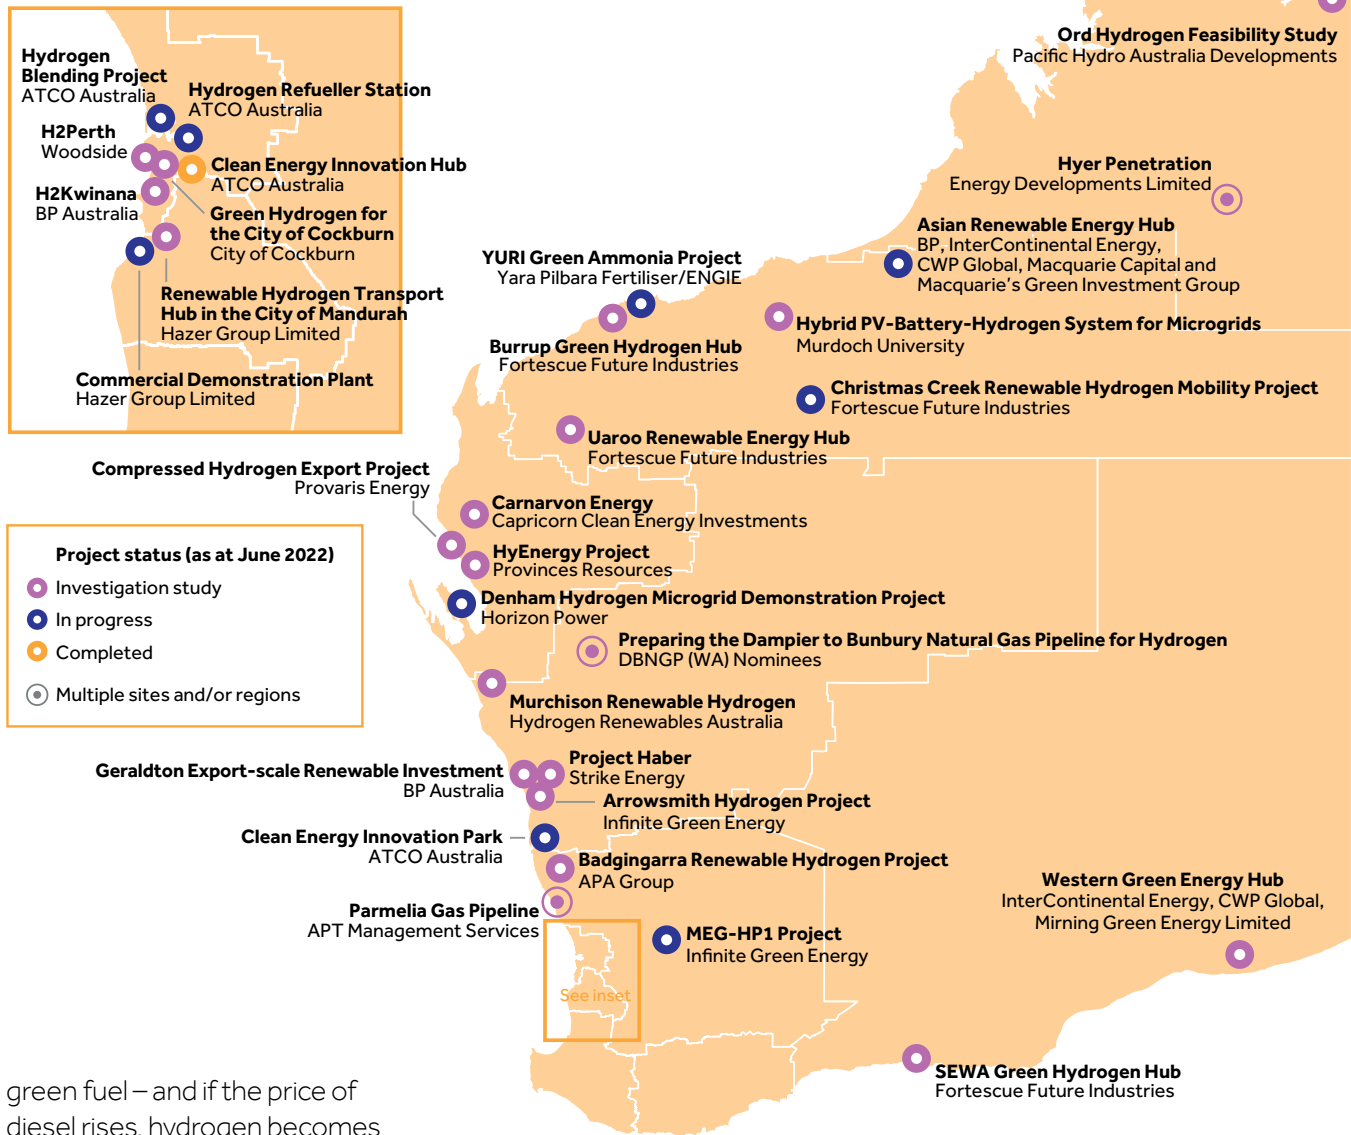 Hydrogen
Blending Project
ATCO Australia
Hydrogen Refueller Station
ATCO Australia
H2Perth
Woodside
Clean Energy Innovation Hub
ATCO Australia
H2Kwinana
BP Australia
Green Hydrogen for
the City of Cockburn
City of Cockburn
Renewable Hydrogen Transport
Hub in the City of Mandurah
Hazer Group Limited
Commercial Demonstration Plant
Hazer Group Limited
Ord Hydrogen Feasibility Study
Pacific Hydro Australia Developments
Hyer Penetration
Energy Developments Limited
Asian Renewable Energy Hub
BP, InterContinental Energy,
CWP Global, Macquarie Capital and
Macquarie's Green Investment Group
YURI Green Ammonia Project
Yara Pilbara Fertiliser/ENGIE
Hybrid PV-Battery-Hydrogen System for Microgrids
Murdoch University
Burrup Green Hydrogen Hub
Fortescue Future Industries
Christmas Creek Renewable Hydrogen Mobility Project
Fortescue Future Industries
Uaroo Renewable Energy Hub
Fortescue Future Industries
Compressed Hydrogen Export Project
Provaris Energy
Carnarvon Energy
Capricorn Clean Energy Investments
HyEnergy Project
Provinces Resources
Project status (as at June 2022)
Investigation study
In progress
Completed
Multiple sites and/or regions
Denham Hydrogen Microgrid Demonstration Project
Horizon Power
Preparing the Dampier to Bunbury Natural Gas Pipeline for Hydrogen
DBNGP (WA) Nominees
Murchison Renewable Hydrogen
Hydrogen Renewables Australia
Geraldton Export-scale Renewable Investment
BP Australia
Project Haber
Strike Energy
Arrowsmith Hydrogen Project
Infinite Green Energy
Clean Energy Innovation Park
ATCO Australia
Badgingarra Renewable Hydrogen Project
APA Group
Parmelia Gas Pipeline
APT Management Services
MEG-HP1 Project
Infinite Green Energy
Western Green Energy Hub
InterContinental Energy, CWP Global,
Mirning Green Energy Limited
See inset
SEWA Green Hydrogen Hub
Fortescue Future Industries
green fuel – and if the price of
diesel rises, hydrogen becomes